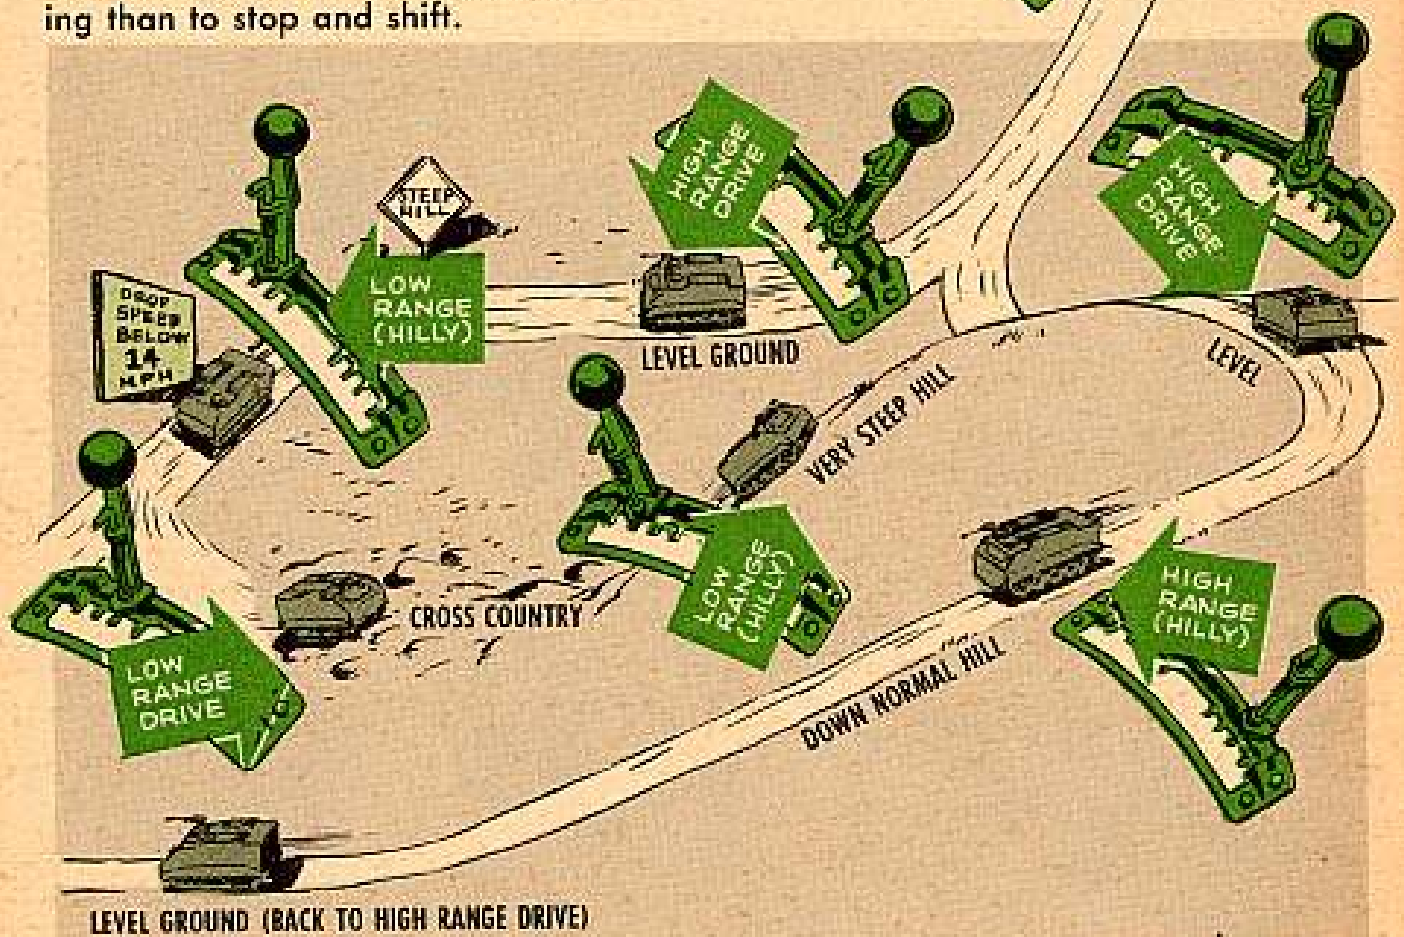 ing than to stop and shift.
HIGH
RANGE
DRIVE
HIGH
RANGE
DRIVE
STEEP
HILL
LOW
RANGE
(HILLY)
DROP
SPEED
BELOW
14
MPH
LEVEL GROUND
LEVEL
VERY STEEP HILL
LOW
RANGE
(HILLY)
CROSS COUNTRY
HIGH
RANGE
(HILLY)
LOW
RANGE
DRIVE
DOWN NORMAL HILL
LEVEL GROUND (BACK TO HIGH RANGE DRIVE)